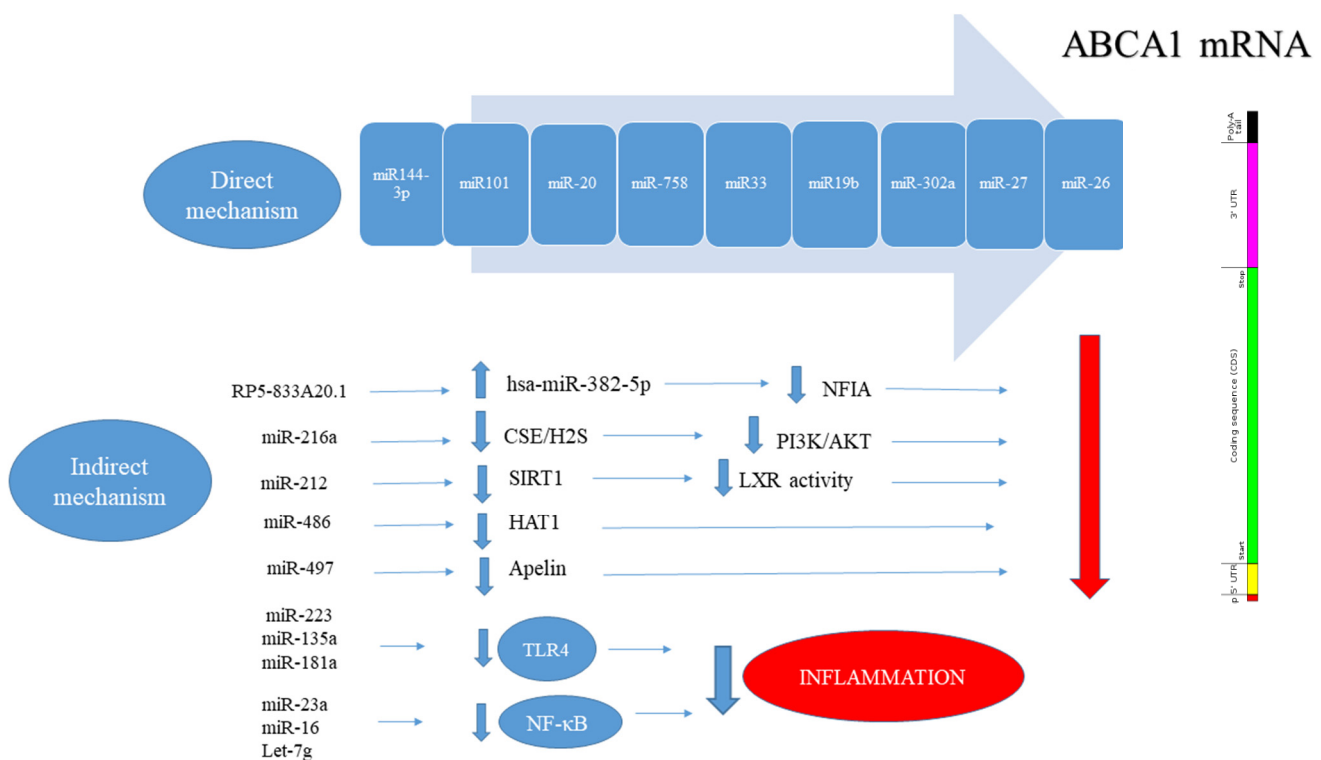 ABCA1 mRNA
Direct
mechanism
miR144-
3p
miR101
miR-20
miR-758
miR33
miR19b
miR-302a
miR-27
miR-26
Poly-A
tail
3' UTR
Stop
Coding sequence (CDS)
Start
5' UTR
p
Indirect
mechanism
RP5-833A20.1
hsa-miR-382-5p
NFIA
miR-216a
CSE/H2S
PI3K/AKT
miR-212
SIRT1
LXR activity
miR-486
HAT1
miR-497
Apelin
miR-223
miR-135a
miR-181a
TLR4
INFLAMMATION
miR-23a
miR-16
Let-7g
NF-κB